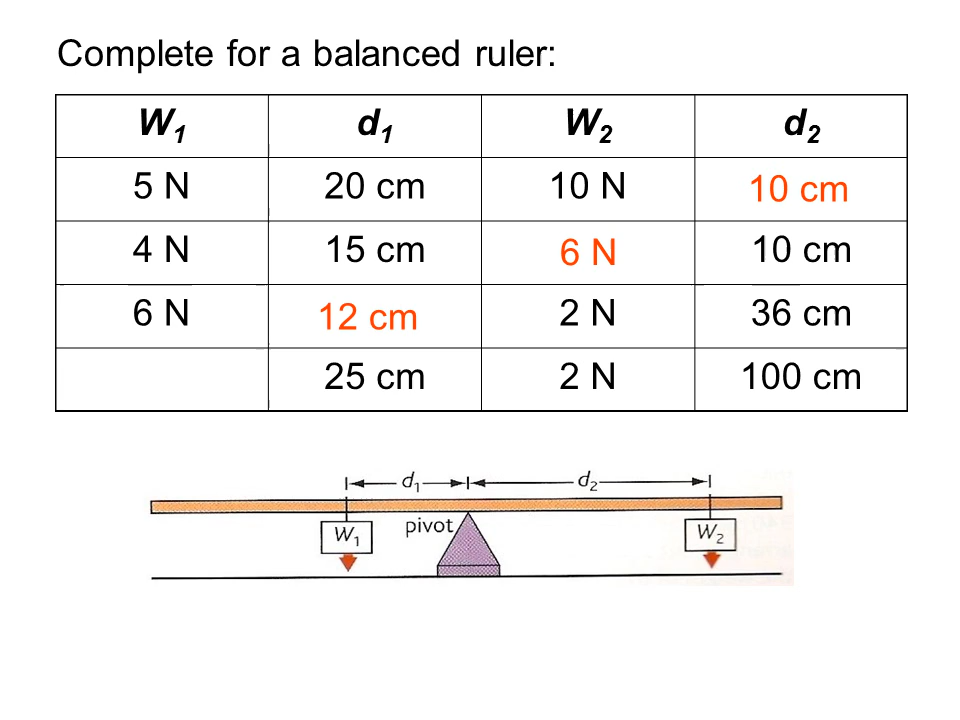 Complete for a balanced ruler:
W₁ d₁ W₂ d₂
5 N 20 cm 10 N 10 cm
4 N 15 cm 6 N 10 cm
6 N 12 cm 2 N 36 cm
25 cm 2 N 100 cm
d₁ d₂
pivot
W₁ W₂